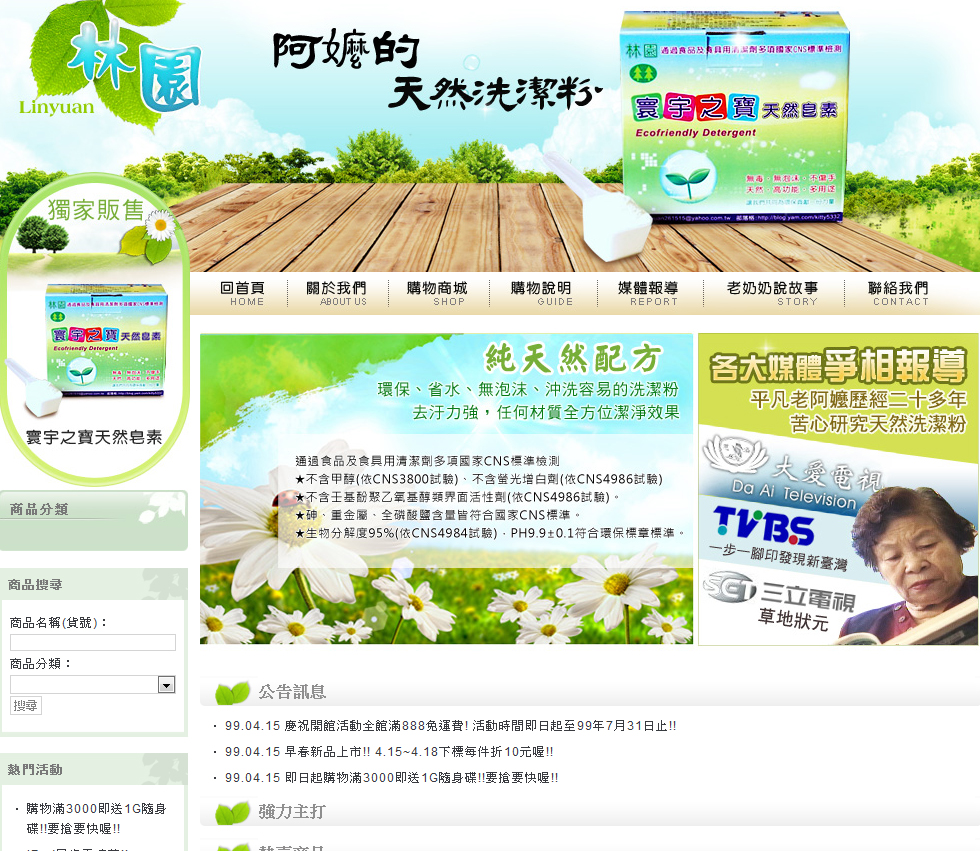 林園
Linyuan
阿嬤的
天然洗潔粉
林園 通過食品及食具用清潔劑多項國家CNS標準檢測
寰宇之寶天然皂素
Ecofriendly Detergent
無毒、無泡沫、不傷手
天然、高功能、多用途
獨家販售
寰宇之寶天然皂素
Ecofriendly Detergent
寰宇之寶天然皂素
回首頁 關於我們 購物商城 購物說明 媒體報導 老奶奶說故事 聯絡我們
HOME ABOUT US SHOP GUIDE REPORT STORY CONTACT
純天然配方
環保、省水、無泡沫、沖洗容易的洗潔粉
去汙力強，任何材質全方位潔淨效果
通過食品及食具用清潔劑多項國家CNS標準檢測
★不含甲醇(依CNS3800試驗)、不含螢光增白劑(依CNS4986試驗)
★不含壬基酚聚乙氧基醇類界面活性劑(依CNS4986試驗)。
★砷、重金屬、全磷酸鹽含量皆符合國家CNS標準。
★生物分解度95%(依CNS4984試驗)，PH9.9±0.1符合環保標章標準。
各大媒體爭相報導
平凡老阿嬤歷經二十多年
苦心研究天然洗潔粉
大愛電視
Da Ai Television
TVBS
一步一腳印發現新臺灣
SET 三立電視
草地狀元
商品分類
商品搜尋
商品名稱(貨號)：
商品分類：
搜尋
熱門活動
· 購物滿3000即送1G隨身
碟!!要搶要快喔!!
公告訊息
· 99.04.15 慶祝開館活動全館滿888免運費! 活動時間即日起至99年7月31日止!!
· 99.04.15 早春新品上市!! 4.15~4.18下標每件折10元喔!!
· 99.04.15 即日起購物滿3000即送1G隨身碟!!要搶要快喔!!
強力主打